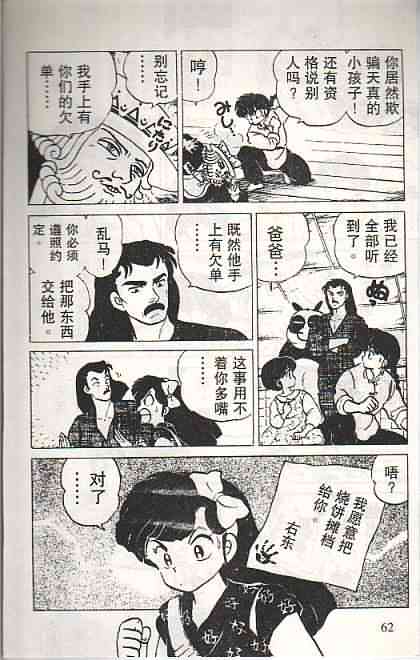 你居然欺
骗天真的
小孩子！
还有资
格说别
人吗？
哼！
别忘记
……
我手上有
你们的欠
单……
我已经
全部听
到了。
爸爸…
既然他手
上有欠单
……
乱马—
你必须
遵照约
定。
把那东西
交给他。
这事用不
着你多嘴
……
唔？
我愿意把
烧饼摊档
给你。
右东
对了
……
62